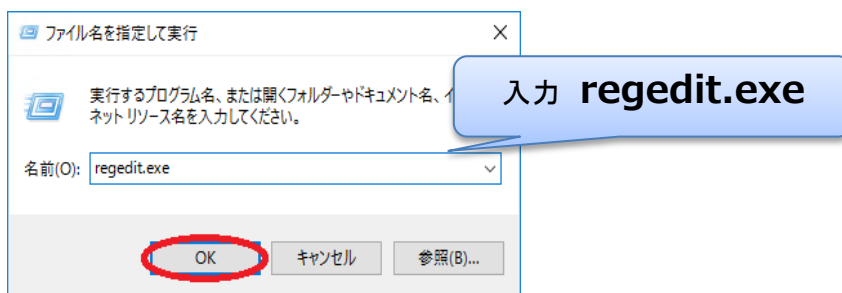 ファイル名を指定して実行
入力 regedit.exe
実行するプログラム名、または開くフォルダーやドキュメント名、
ネット リソース名を入力してください。
名前(O): regedit.exe
OK キャンセル 参照(B)...